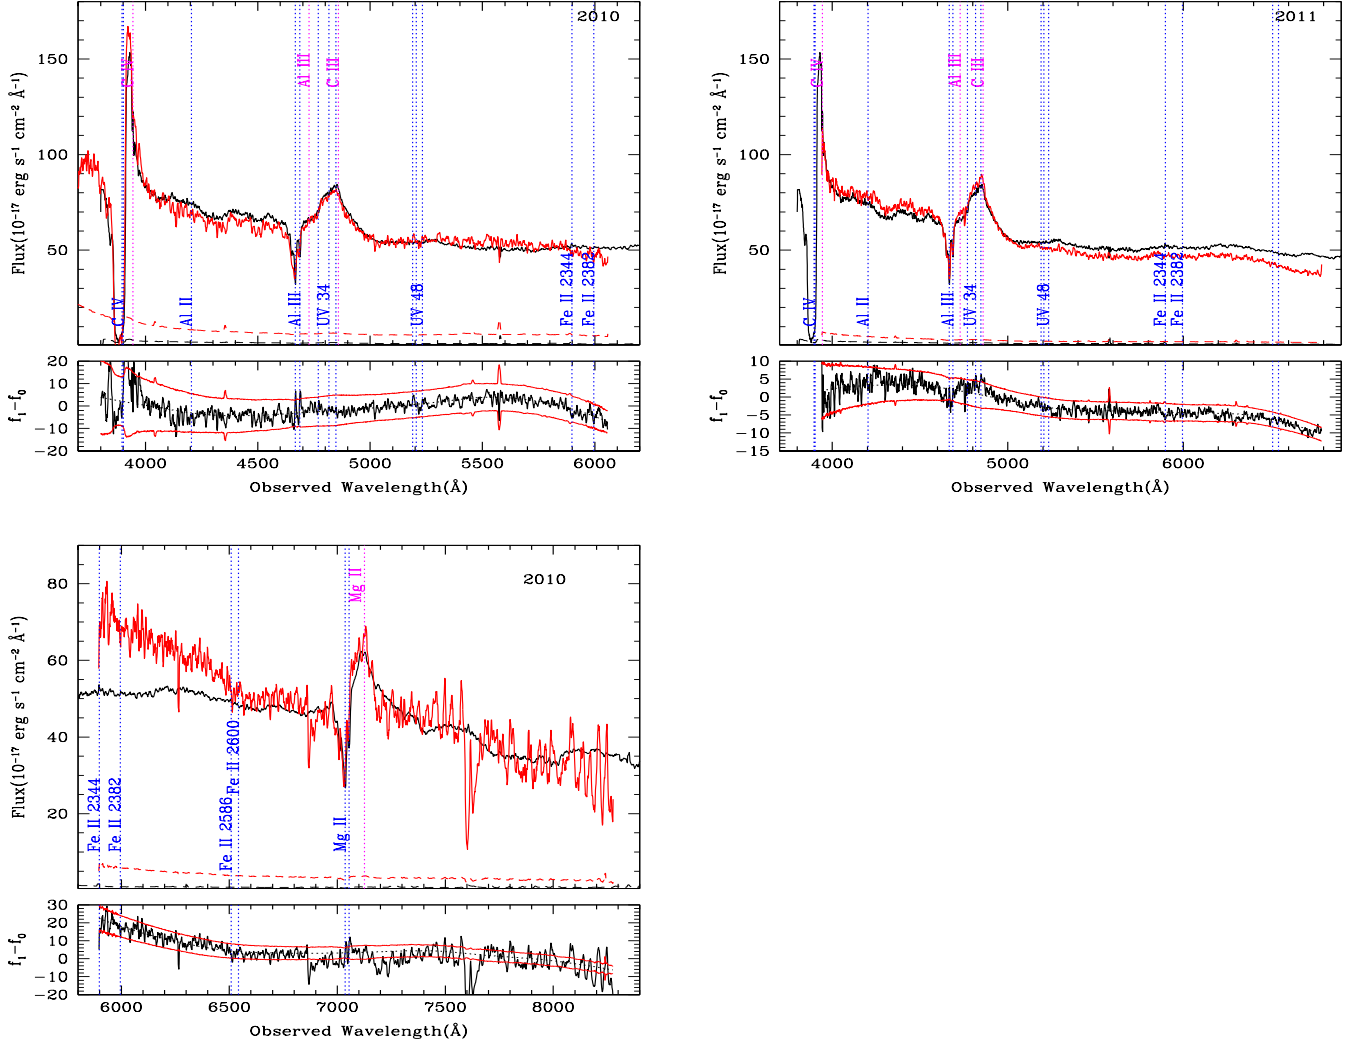 2010
150
100
50
Flux(10⁻¹⁷ erg s⁻¹ cm⁻² Å⁻¹)
C IV
Al III
C III
C IV
Al II
Al III
UV 34
UV 48
Fe II 2344
Fe II 2382
20
10
0
−10
−20
f₁−f₀
4000 4500 5000 5500 6000
Observed Wavelength(Å)
2011
150
100
50
Flux(10⁻¹⁷ erg s⁻¹ cm⁻² Å⁻¹)
C IV
Al III
C III
C IV
Al II
Al III
UV 34
UV 48
Fe II 2344
Fe II 2382
10
5
0
−5
−10
−15
f₁−f₀
4000 5000 6000
Observed Wavelength(Å)
2010
80
60
40
20
Flux(10⁻¹⁷ erg s⁻¹ cm⁻² Å⁻¹)
Mg II
Fe II 2344
Fe II 2382
Fe II 2586
Fe II 2600
Mg II
30
20
10
0
−10
−20
f₁−f₀
6000 6500 7000 7500 8000
Observed Wavelength(Å)